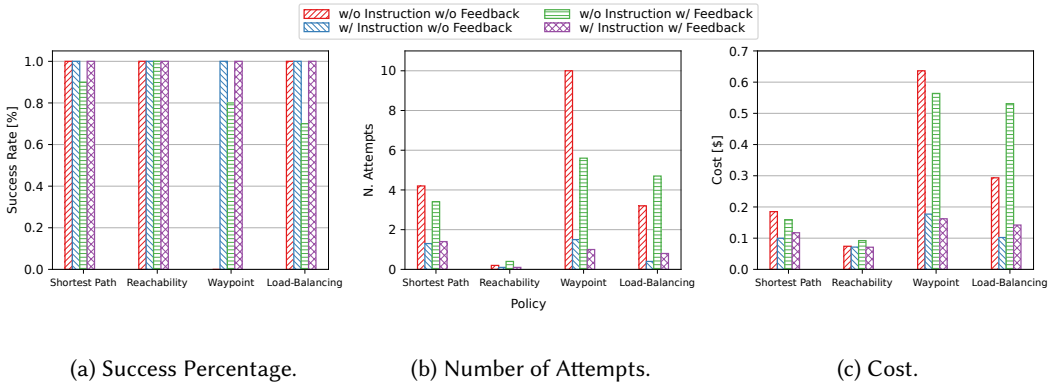 w/o Instruction w/o Feedback
w/ Instruction w/o Feedback
w/o Instruction w/ Feedback
w/ Instruction w/ Feedback
1.0
0.8
0.6
0.4
0.2
0.0
Success Rate [%]
Shortest Path Reachability Waypoint Load-Balancing
10
8
6
4
2
0
N. Attempts
Shortest Path Reachability Waypoint Load-Balancing
Policy
0.7
0.6
0.5
0.4
0.3
0.2
0.1
0.0
Cost [$]
Shortest Path Reachability Waypoint Load-Balancing
(a) Success Percentage.
(b) Number of Attempts.
(c) Cost.